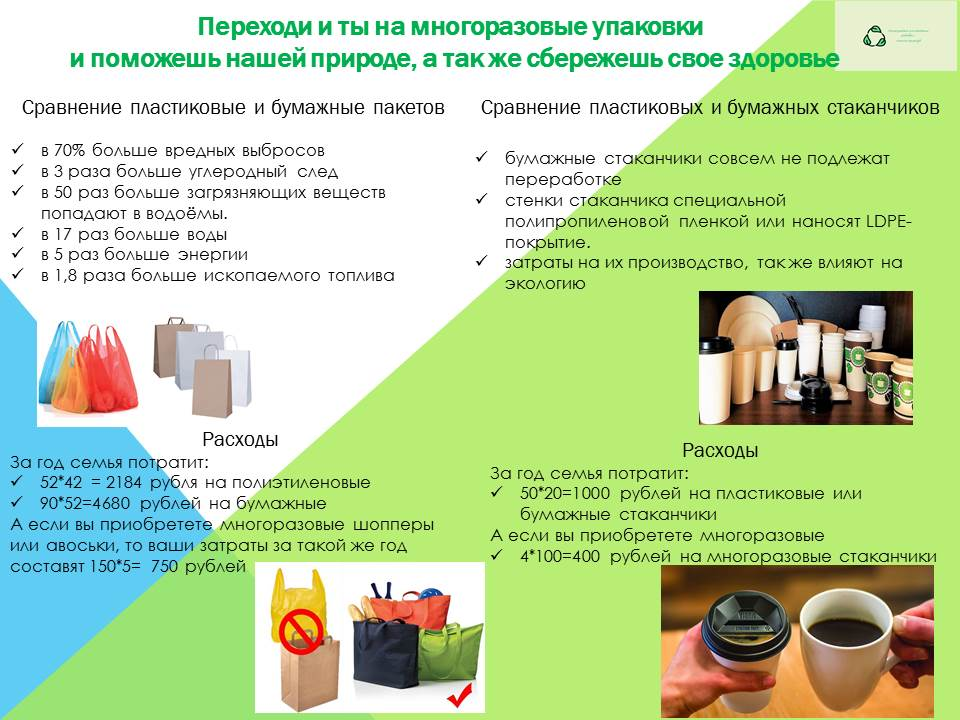 Переходи и ты на многоразовые упаковки
и поможешь нашей природе, а так же сбережешь свое здоровье
Сравнение пластиковые и бумажные пакетов
в 70% больше вредных выбросов
в 3 раза больше углеродный след
в 50 раз больше загрязняющих веществ
попадают в водоёмы.
в 17 раз больше воды
в 5 раз больше энергии
в 1,8 раза больше ископаемого топлива
Расходы
За год семья потратит:
52*42 = 2184 рубля на полиэтиленовые
90*52=4680 рублей на бумажные
А если вы приобретете многоразовые шопперы
или авоськи, то ваши затраты за такой же год
составят 150*5= 750 рублей
Сравнение пластиковых и бумажных стаканчиков
бумажные стаканчики совсем не подлежат
переработке
стенки стаканчика специальной
полипропиленовой пленкой или наносят LDPE-
покрытие.
затраты на их производство, так же влияют на
экологию
Расходы
За год семья потратит:
50*20=1000 рублей на пластиковые или
бумажные стаканчики
А если вы приобретете многоразовые
4*100=400 рублей на многоразовые стаканчики